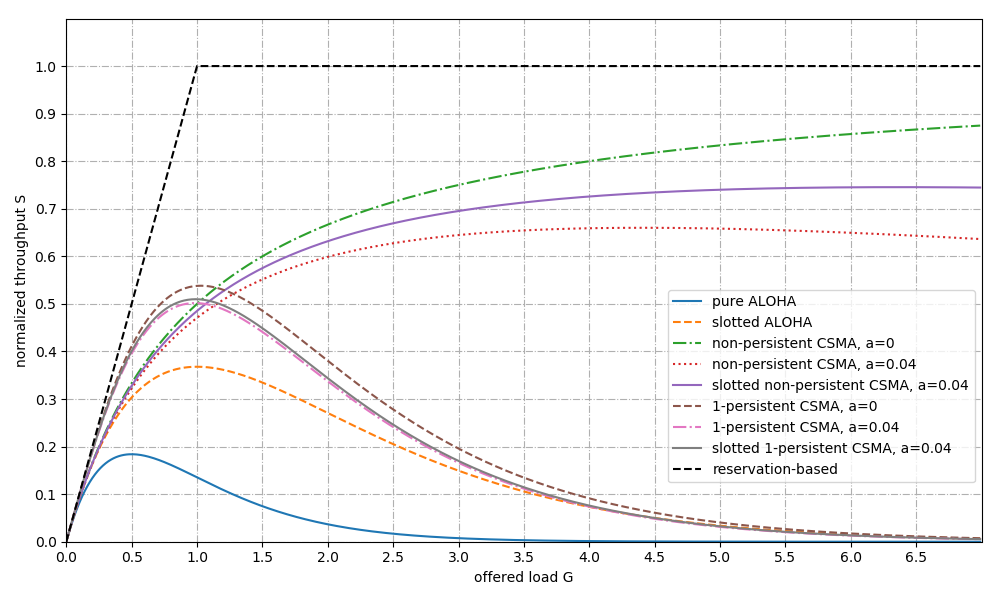 normalized throughput S
1.0
0.9
0.8
0.7
0.6
0.5
0.4
0.3
0.2
0.1
0.0
pure ALOHA
slotted ALOHA
non-persistent CSMA, a=0
non-persistent CSMA, a=0.04
slotted non-persistent CSMA, a=0.04
1-persistent CSMA, a=0
1-persistent CSMA, a=0.04
slotted 1-persistent CSMA, a=0.04
reservation-based
0.0 0.5 1.0 1.5 2.0 2.5 3.0 3.5 4.0 4.5 5.0 5.5 6.0 6.5
offered load G